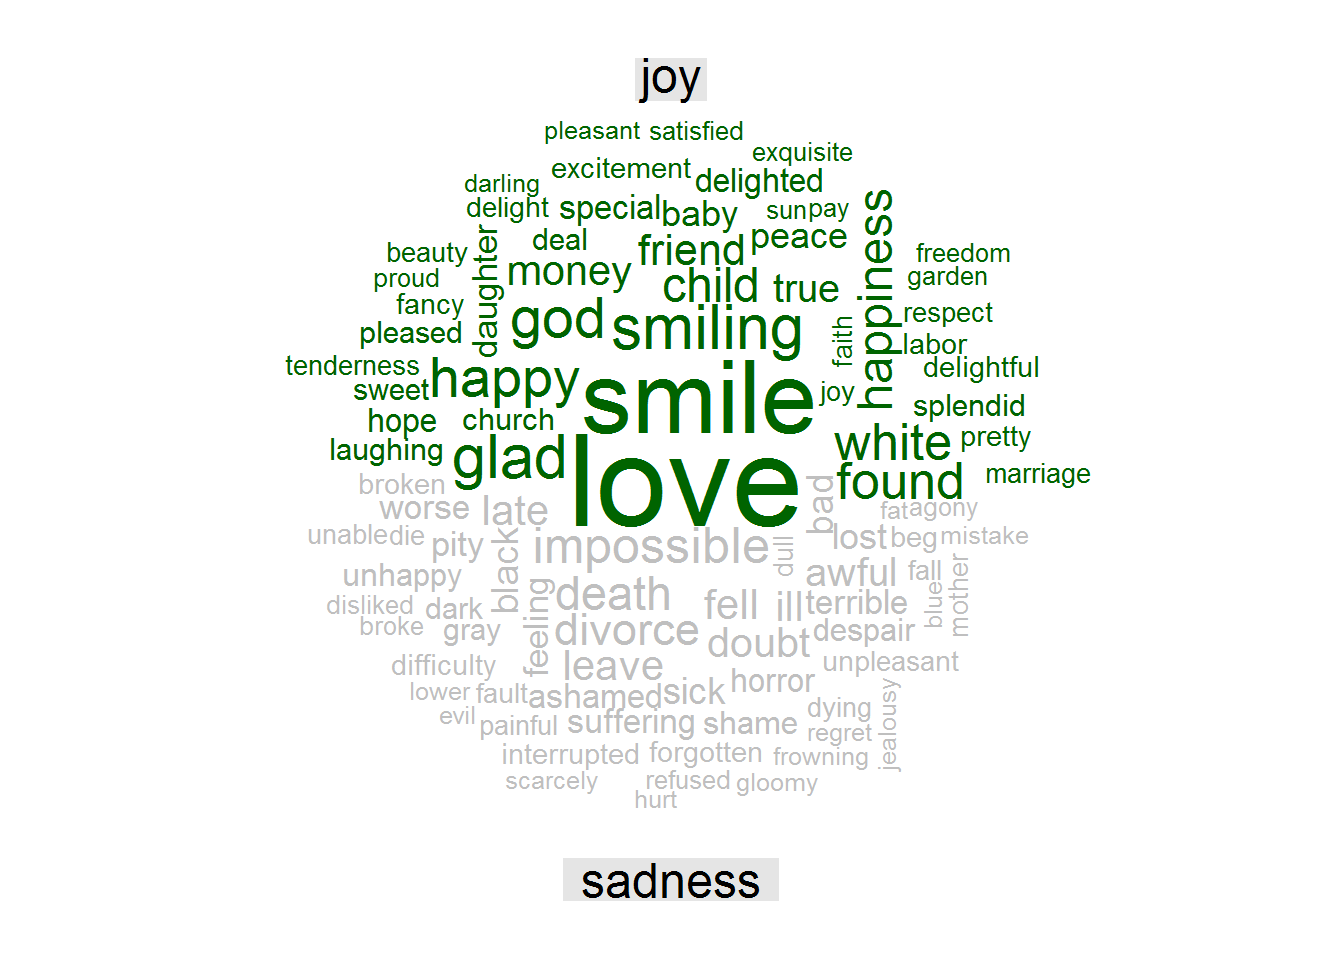 joy
pleasant satisfied
exquisite
excitement
darling delighted
delight special baby sun pay
beauty daughter deal friend peace happiness freedom
proud money child true garden
fancy god smiling respect
pleased faith labor
tenderness delightful
sweet happy smile joy splendid
hope church
laughing glad love white pretty
found marriage
broken
worse late bad fat agony
unable die pity black impossible dull lost beg mistake
unhappy awful fall
disliked dark feeling death fell ill terrible blue mother
broke gray divorce doubt despair
difficulty leave unpleasant
lower fault ashamed sick horror
evil painful suffering shame dying jealousy
regret
interrupted forgotten frowning
scarcely refused gloomy
hurt
sadness